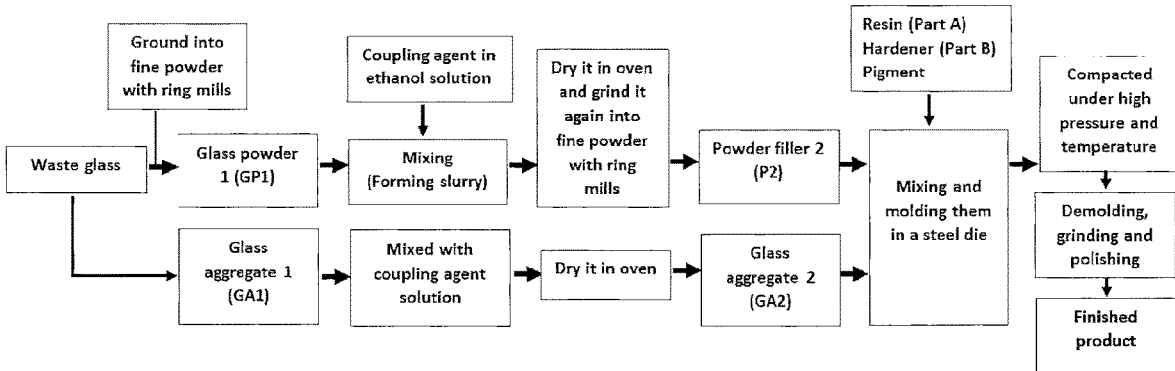 Ground into
fine powder
with ring mills
Coupling agent in
ethanol solution
Dry it in oven
and grind it
again into
fine powder
with ring
mills
Resin (Part A)
Hardener (Part B)
Pigment
Compacted
under high
pressure and
temperature
Waste glass
Glass powder
1 (GP1)
Mixing
(Forming slurry)
Powder filler 2
(P2)
Mixing and
molding them
in a steel die
Demolding,
grinding and
polishing
Glass
aggregate 1
(GA1)
Mixed with
coupling agent
solution
Dry it in oven
Glass
aggregate 2
(GA2)
Finished
product